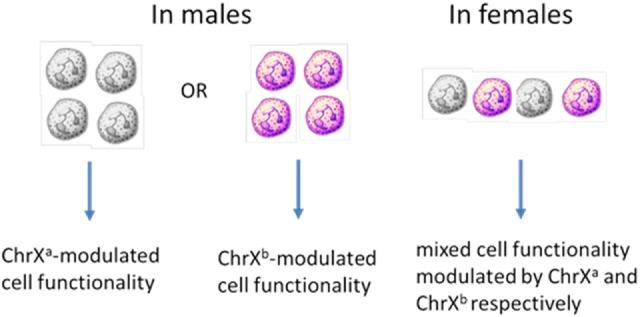 In males
In females
OR
ChrXᵃ-modulated
cell functionality
ChrXᵇ-modulated
cell functionality
mixed cell functionality
modulated by ChrXᵃ and
ChrXᵇ respectively